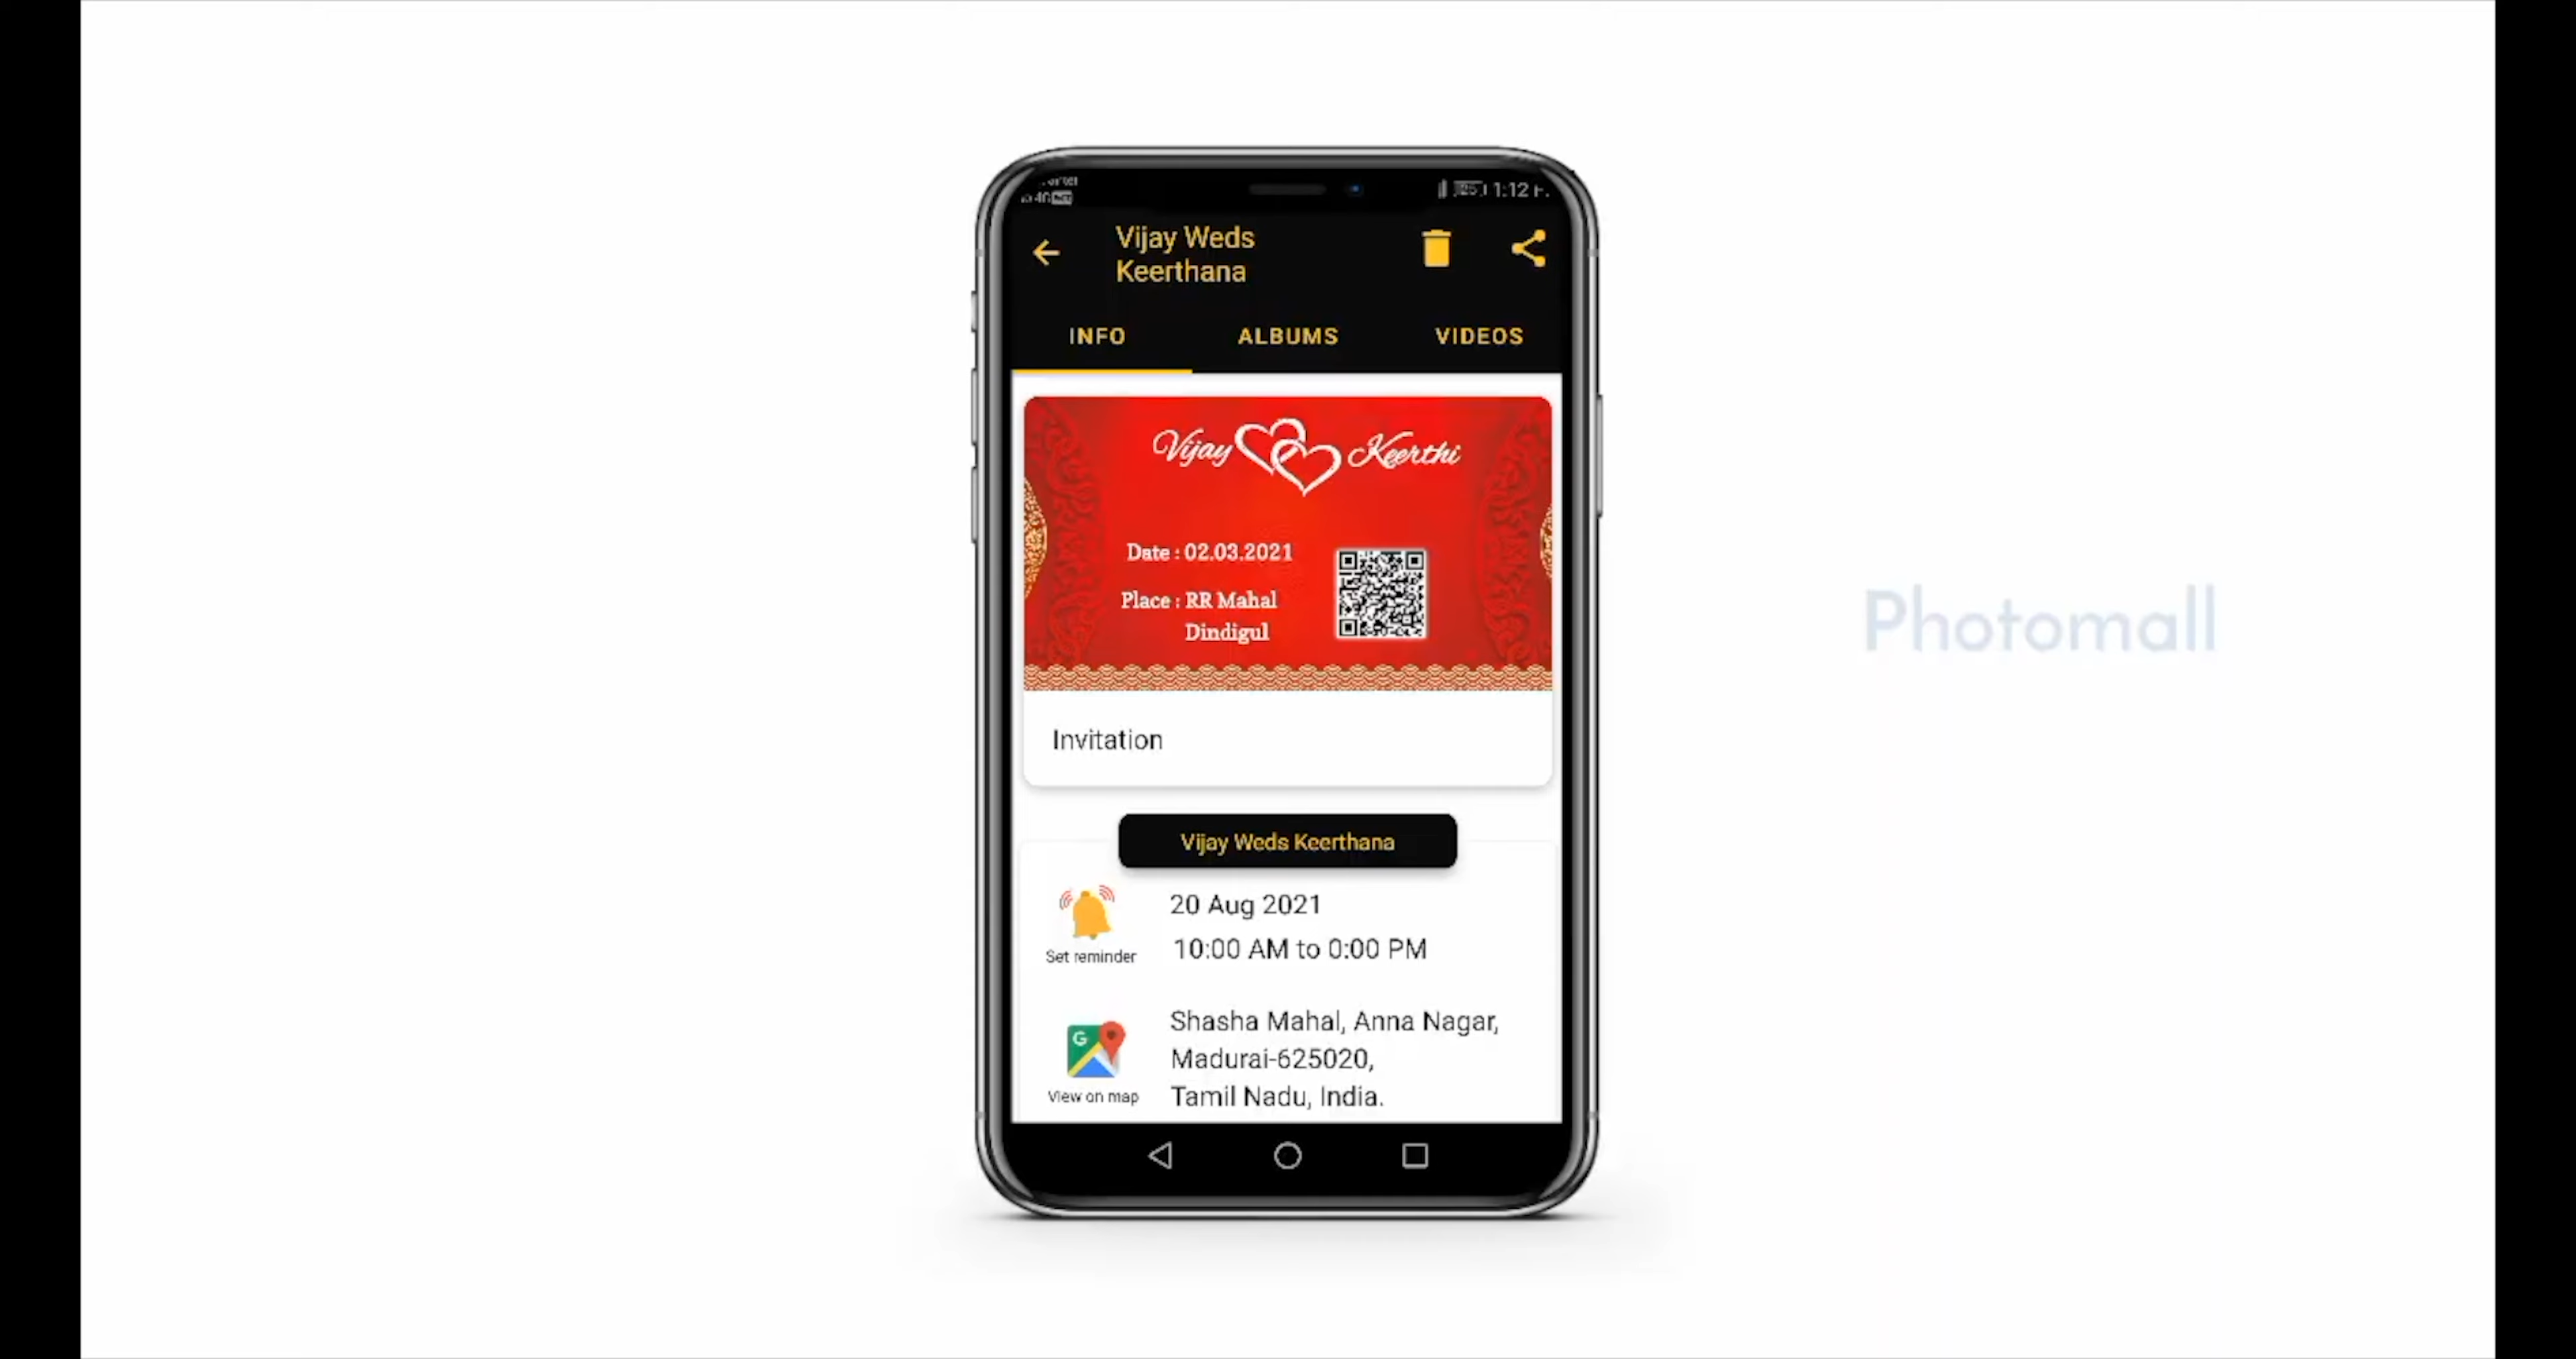 1:12
Vijay Weds
Keerthana
INFO
ALBUMS
VIDEOS
Vijay
Keerthi
Date : 02.03.2021
Place : RR Mahal
Dindigul
Invitation
Vijay Weds Keerthana
20 Aug 2021
Set reminder
10:00 AM to 0:00 PM
Shasha Mahal, Anna Nagar,
Madurai-625020,
View on map
Tamil Nadu, India.
Photomall